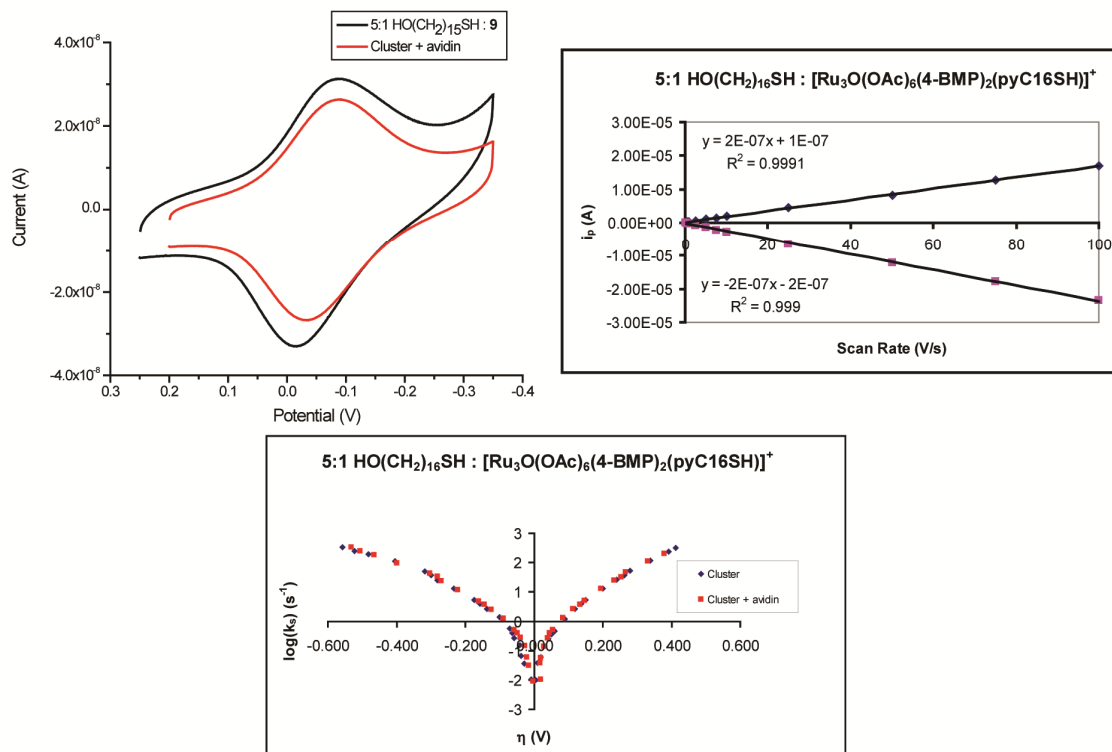 5:1 HO(CH2)15SH : 9
Cluster + avidin
4.0x10-8
2.0x10-8
0.0
-2.0x10-8
-4.0x10-8
Current (A)
0.3 0.2 0.1 0.0 -0.1 -0.2 -0.3 -0.4
Potential (V)
5:1 HO(CH2)16SH : [Ru3O(OAc)6(4-BMP)2(pyC16SH)]+
3.00E-05
2.00E-05
1.00E-05
0.00E+00
-1.00E-05
-2.00E-05
-3.00E-05
ip (A)
y = 2E-07x + 1E-07
R2 = 0.9991
0 20 40 60 80 100
y = -2E-07x - 2E-07
R2 = 0.999
Scan Rate (V/s)
5:1 HO(CH2)16SH : [Ru3O(OAc)6(4-BMP)2(pyC16SH)]+
3
2
1
0
-1
-2
-3
log(ks) (s-1)
-0.600 -0.400 -0.200 0.000 0.200 0.400 0.600
Cluster
Cluster + avidin
η (V)